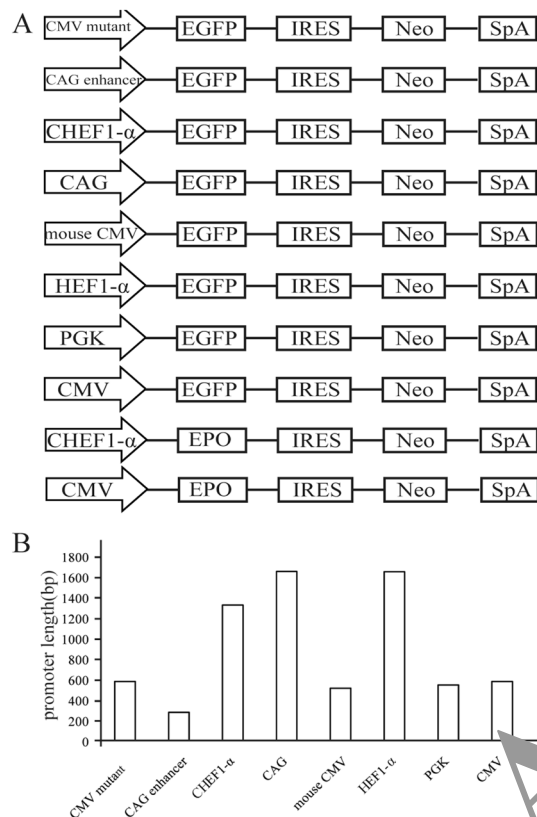 A
CMV mutant EGFP IRES Neo SpA
CAG enhancer EGFP IRES Neo SpA
CHEF1-α EGFP IRES Neo SpA
CAG EGFP IRES Neo SpA
mouse CMV EGFP IRES Neo SpA
HEF1-α EGFP IRES Neo SpA
PGK EGFP IRES Neo SpA
CMV EGFP IRES Neo SpA
CHEF1-α EPO IRES Neo SpA
CMV EPO IRES Neo SpA
B
promoter length(bp)
1800
1600
1400
1200
1000
800
600
400
200
0
CMV mutant CAG enhancer CHEF1-α CAG mouse CMV HEF1-α PGK CMV